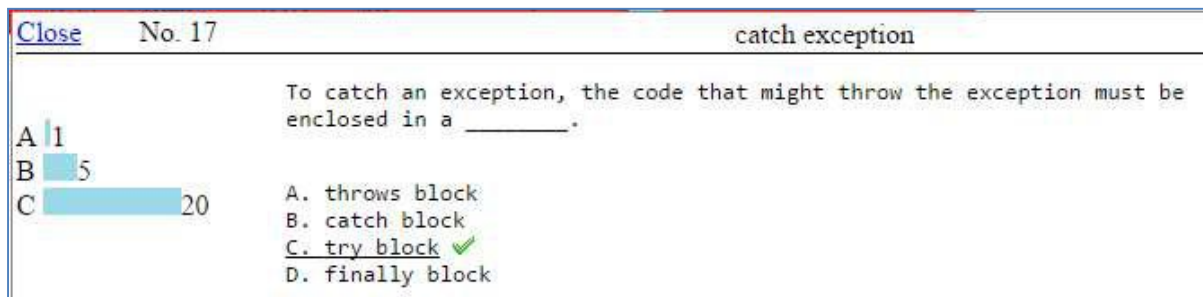 Close No. 17 catch exception
To catch an exception, the code that might throw the exception must be
enclosed in a ________.
A 1
B 5
C 20
A. throws block
B. catch block
C. try block
D. finally block